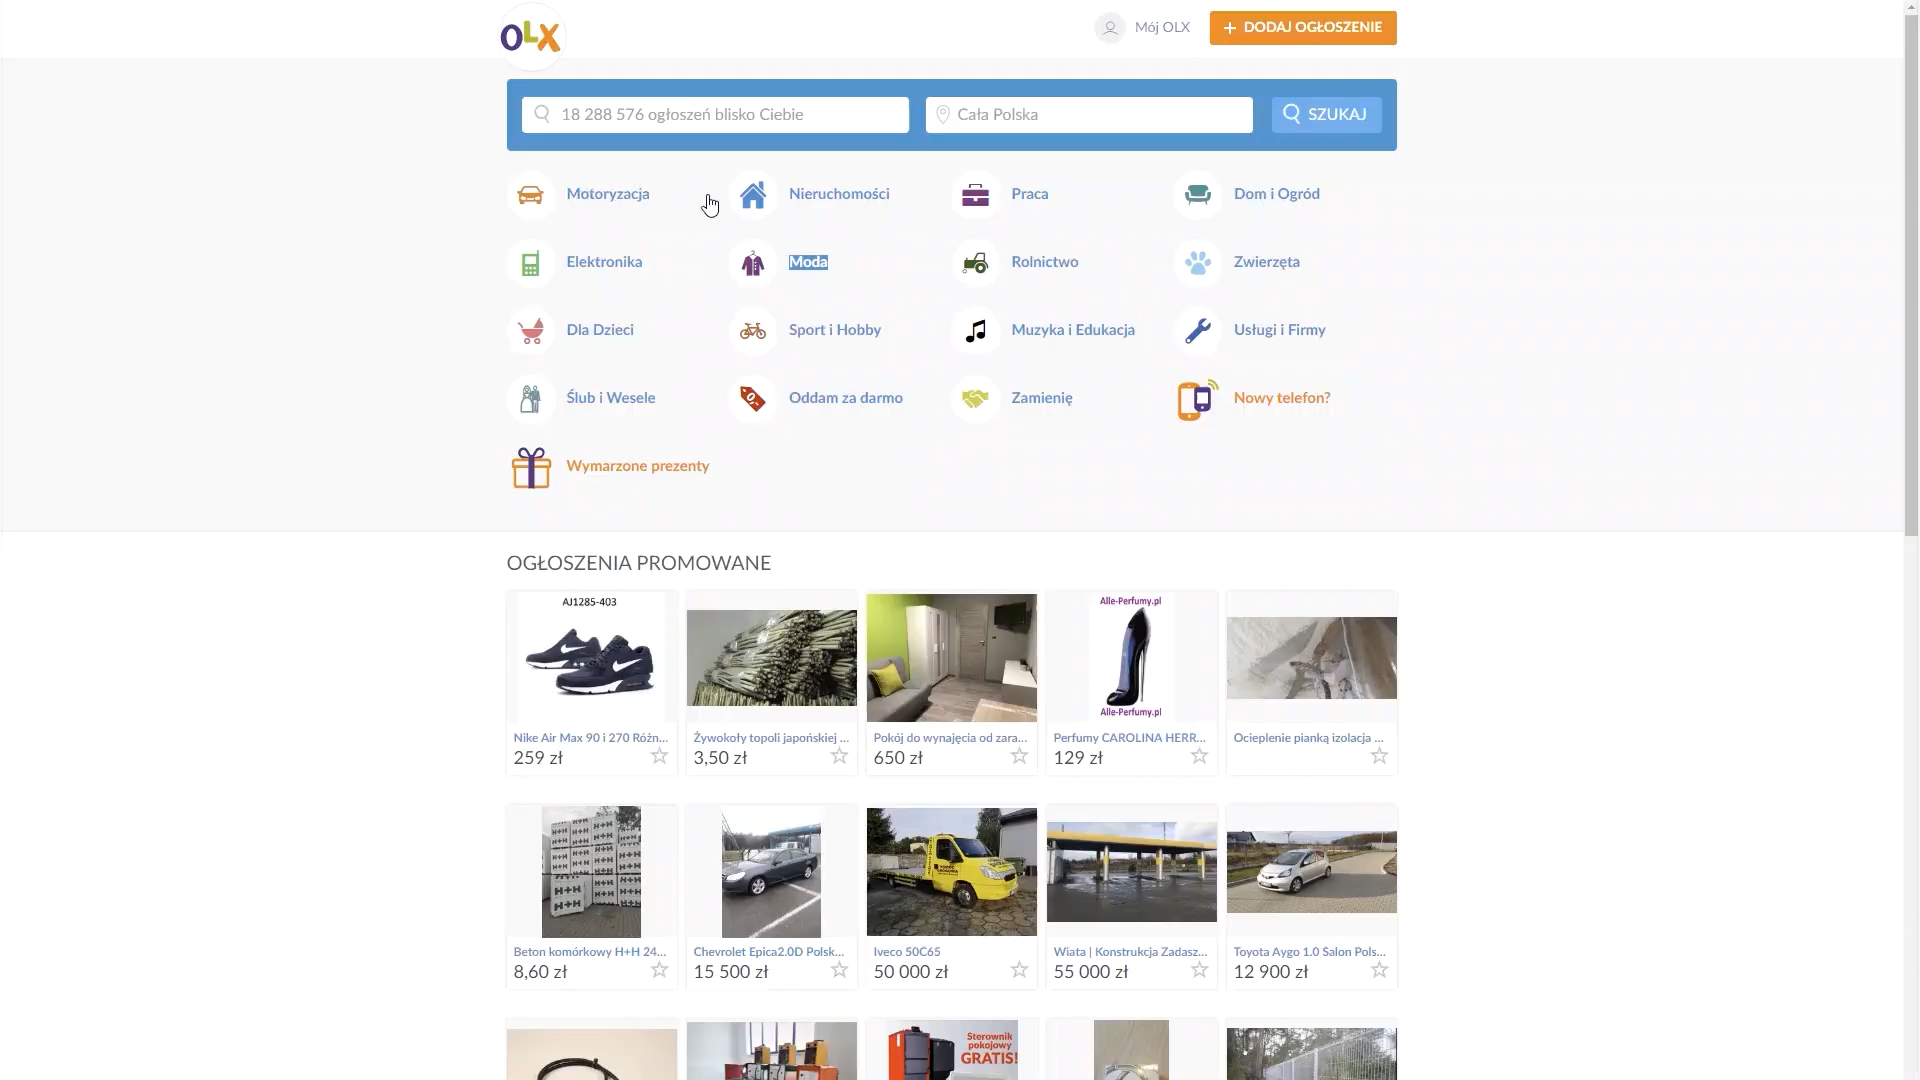 OLX
Mój OLX
+ DODAJ OGŁOSZENIE
18 288 576 ogłoszeń blisko Ciebie
Cała Polska
SZUKAJ
Motoryzacja
Nieruchomości
Praca
Dom i Ogród
Elektronika
Moda
Rolnictwo
Zwierzęta
Dla Dzieci
Sport i Hobby
Muzyka i Edukacja
Usługi i Firmy
Ślub i Wesele
Oddam za darmo
Zamienię
Nowy telefon?
Wymarzone prezenty
OGŁOSZENIA PROMOWANE
AJ1285-403
Alle-Perfumy.pl
Alle-Perfumy.pl
Nike Air Max 90 i 270 Różn...
Żywokoły topoli japońskiej ...
Pokój do wynajęcia od zara...
Perfumy CAROLINA HERR...
Ocieplenie pianką izolacja ...
259 zł
3,50 zł
650 zł
129 zł
H+H
H+H
H+H
Beton komórkowy H+H 24...
Chevrolet Epica2.0D Polsk...
Iveco 50C65
Wiata | Konstrukcja Zadasz...
Toyota Aygo 1.0 Salon Pols...
8,60 zł
15 500 zł
50 000 zł
55 000 zł
12 900 zł
Sterownik
pokojowy
GRATIS!